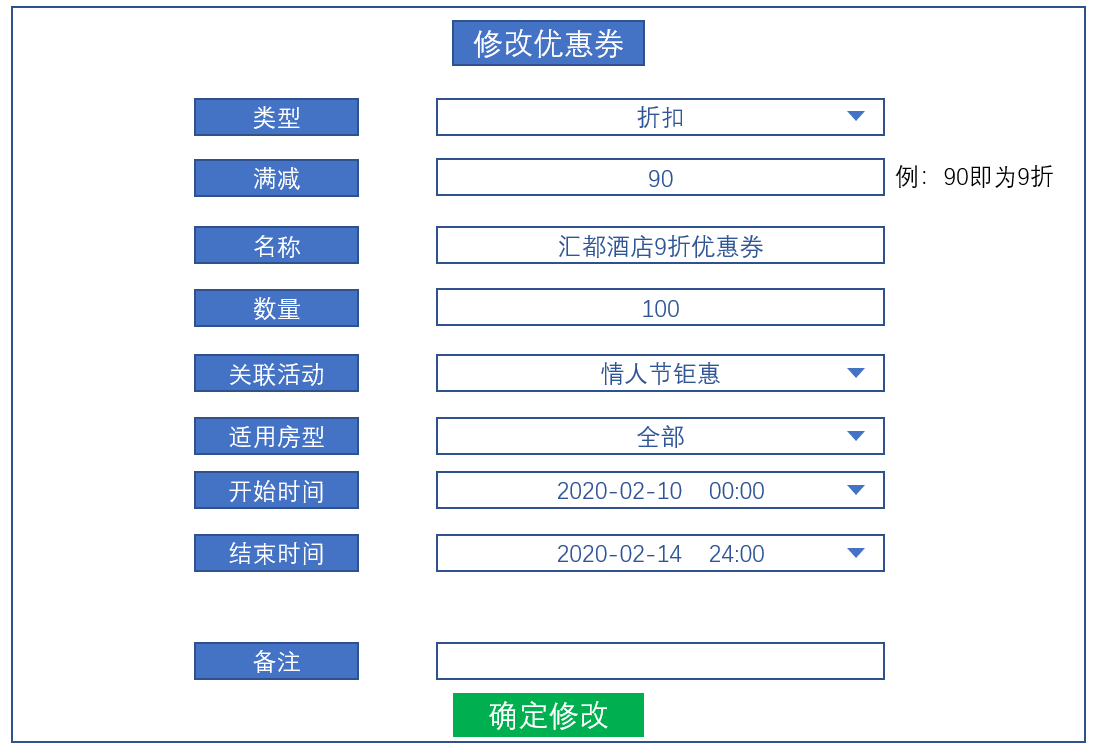 修改优惠券
类型 折扣
满减 90 例：90即为9折
名称 汇都酒店9折优惠券
数量 100
关联活动 情人节钜惠
适用房型 全部
开始时间 2020-02-10 00:00
结束时间 2020-02-14 24:00
备注
确定修改